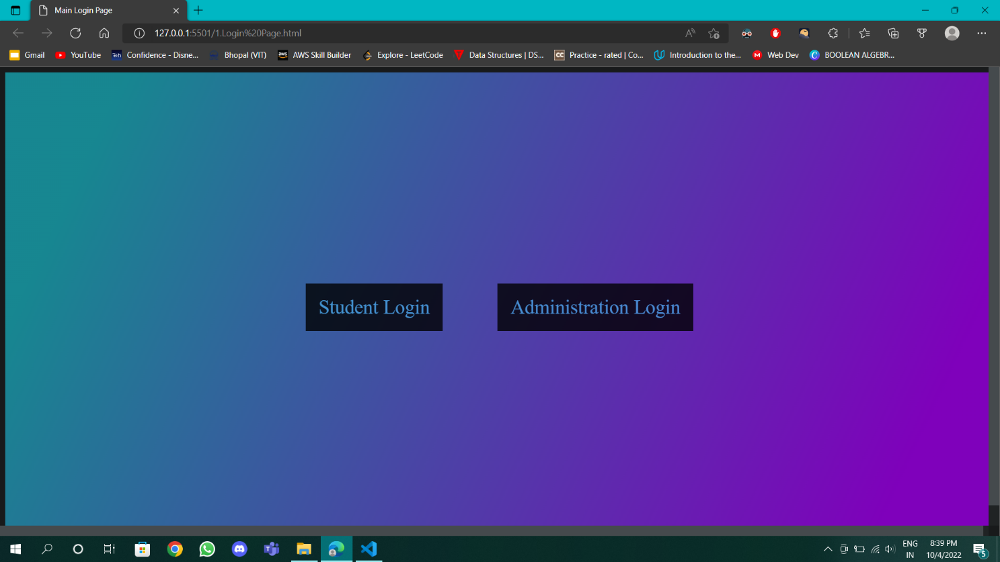 Main Login Page
127.0.0.1:5501/1.Login%20Page.html
Gmail YouTube Confidence - Disne... Bhopal (VIT) AWS Skill Builder Explore - LeetCode Data Structures | DS... Practice - rated | Co... Introduction to the... Web Dev BOOLEAN ALGEBR...
Student Login Administration Login
ENG 8:39 PM
IN 10/4/2022 5